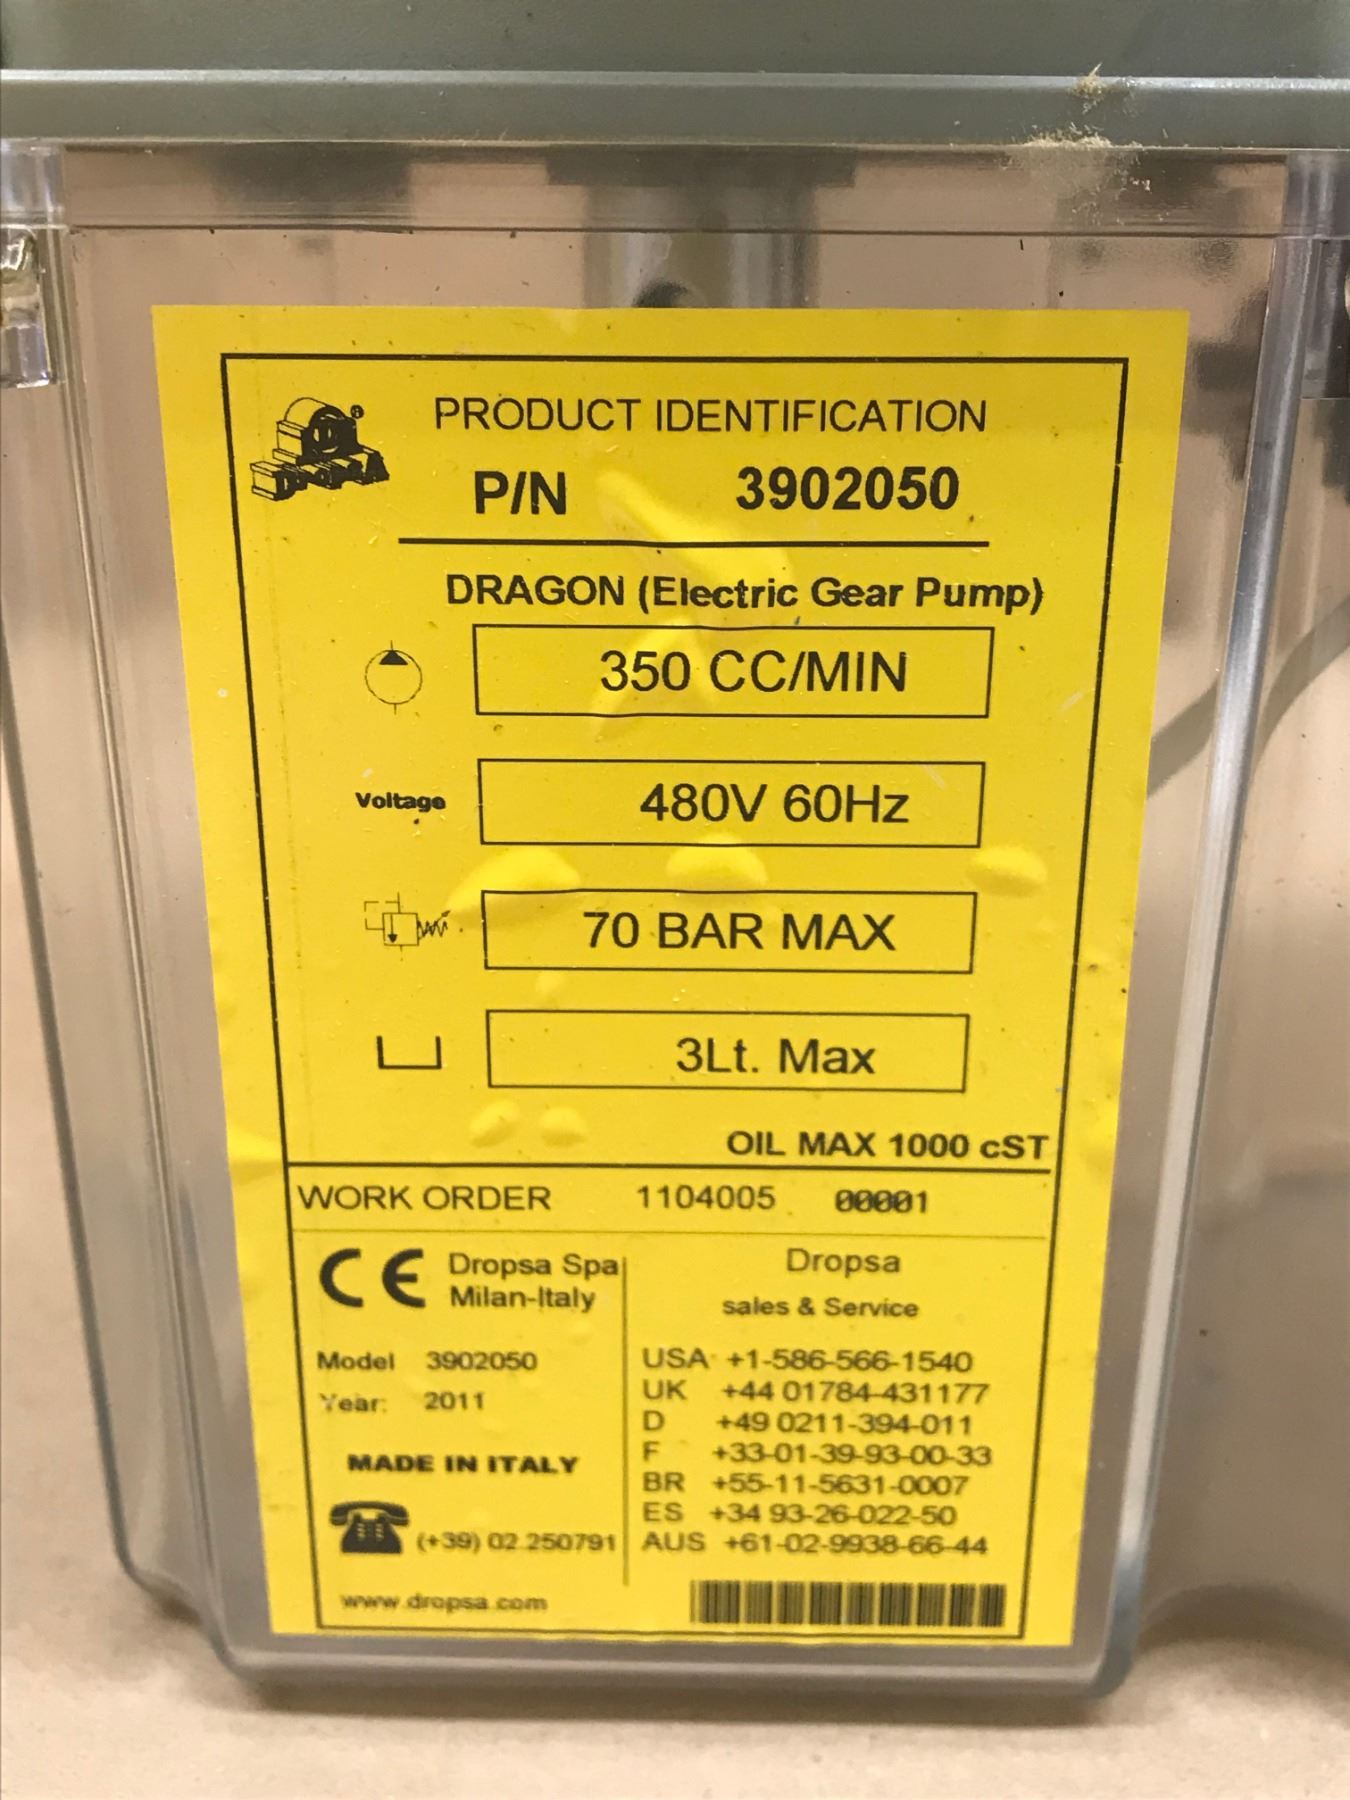 DROPSA ®
PRODUCT IDENTIFICATION
P/N 3902050
DRAGON (Electric Gear Pump)
350 CC/MIN
Voltage 480V 60Hz
70 BAR MAX
3Lt. Max
OIL MAX 1000 cST
WORK ORDER 1104005 00001
CE Dropsa Spa
Milan-Italy
Model 3902050
Year: 2011
MADE IN ITALY
(+39) 02 250791
www.dropsa.com
Dropsa
sales & Service
USA +1-586-566-1540
UK +44 01784-431177
D +49 0211-394-011
F +33-01-39-93-00-33
BR +55-11-5631-0007
ES +34 93-26-022-50
AUS +61-02-9938-66-44